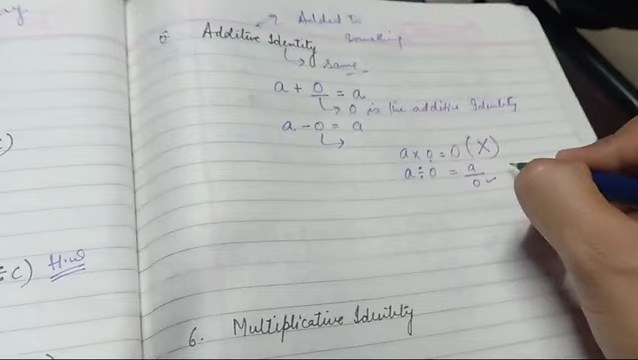 Added to
5. Additive Identity something
same
a + 0 = a
0 is the additive Identity
a - 0 = a
a × 0 = 0 (X)
a ÷ 0 = a/0
÷ C) H.W
6. Multiplicative Identity